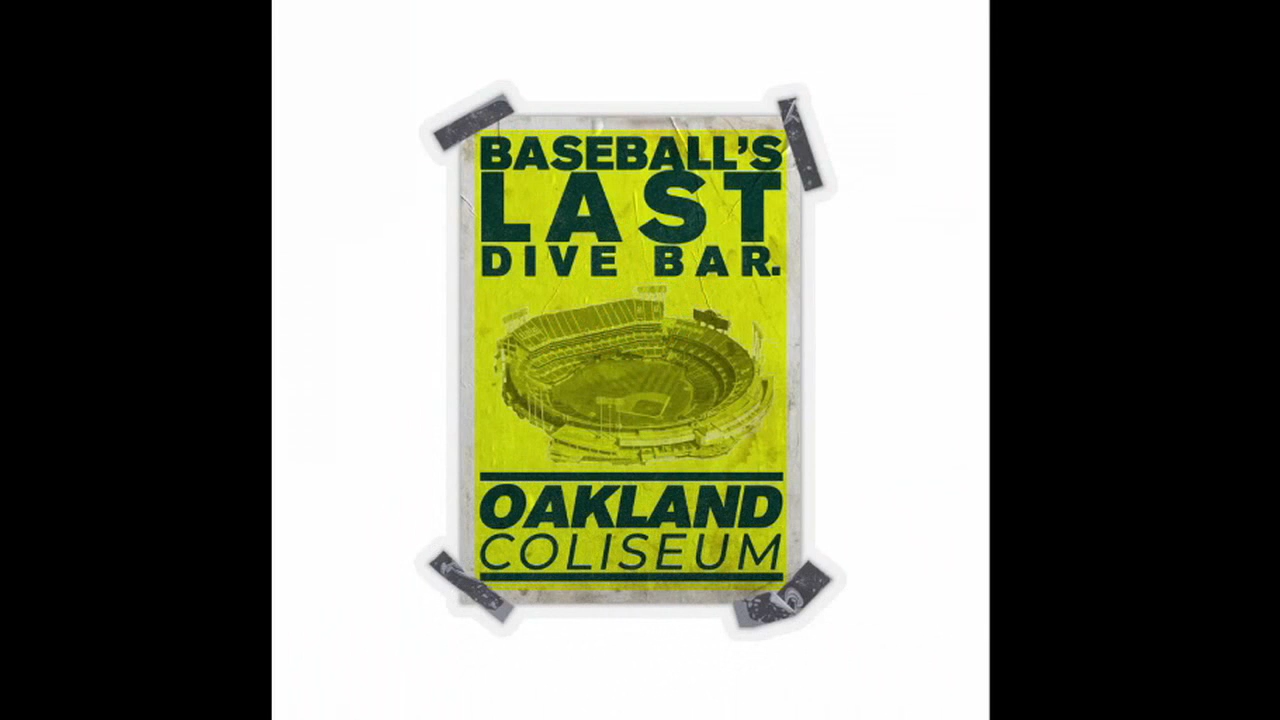 BASEBALL'S
LAST
DIVE BAR.
OAKLAND
COLISEUM